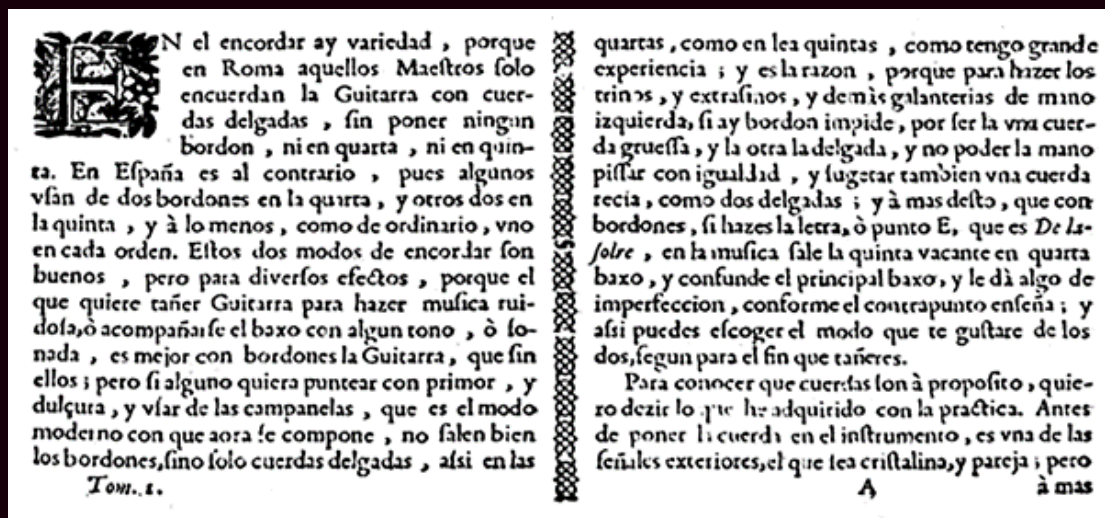 EN el encordar ay variedad , porque
en Roma aquellos Maeſtros ſolo
encuerdan la Guitarra con cuer-
das delgadas , ſin poner ningun
bordon , ni en quarta , ni en quin-
ta. En Eſpaña es al contrario , pues algunos
vſan de dos bordones en la quarta , y otros dos en
la quinta , y à lo menos , como de ordinario , vno
en cada orden. Eſtos dos modos de encordar ſon
buenos , pero para diverſos efectos , porque el
que quiere tañer Guitarra para hazer muſica rui-
doſa,ò acompañarſe el baxo con algun tono , ò ſo-
nada , es mejor con bordones la Guitarra , que ſin
ellos ; pero ſi alguno quiera puntear con primor , y
dulçura , y vſar de las campanelas , que es el modo
moderno con que aora ſe compone , no ſalen bien
los bordones,ſino ſolo cuerdas delgadas , aſsi en las
Tom. 1.
quartas , como en lea quintas , como tengo grande
experiencia ; y es la razon , porque para hazer los
trinos , y extraſinos , y demàs galanterias de mano
izquierda, ſi ay bordon impide , por ſer la vna cuer-
da grueſſa , y la otra la delgada , y no poder la mano
piſſar con igualdad , y ſugetar tambien vna cuerda
recia , como dos delgadas ; y à mas deſto , que con
bordones , ſi hazes la letra, ò punto E, que es De la-
ſolre , en la muſica ſale la quinta vacante en quarta
baxo , y confunde el principal baxo , y le dà algo de
imperfeccion , conforme el contrapunto enſeña ; y
aſsi puedes eſcoger el modo que te guſtare de los
dos,ſegun para el fin que tañeres.
Para conocer que cuerdas ſon à propoſito , quie-
ro dezir lo que he adquirido con la practica. Antes
de poner la cuerda en el inſtrumento , es vna de las
ſeñales exteriores,el que ſea criſtalina,y pareja ; pero
A
à mas